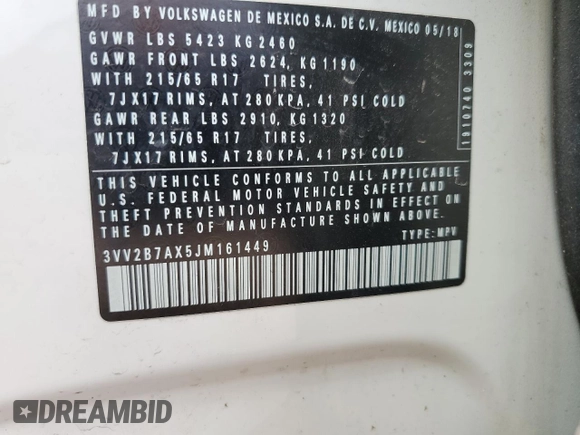 MFD BY VOLKSWAGEN DE MEXICO S.A. DE C.V. MEXICO 05/18
GVWR LBS 5423 KG 2460
GAWR FRONT LBS 2624, KG 1190
WITH 215/65 R17 TIRES,
7JX17 RIMS, AT 280 KPA, 41 PSI COLD
GAWR REAR LBS 2910, KG 1320
WITH 215/65 R17 TIRES,
7JX17 RIMS, AT 280 KPA, 41 PSI COLD
THIS VEHICLE CONFORMS TO ALL APPLICABLE
U.S. FEDERAL MOTOR VEHICLE SAFETY AND
THEFT PREVENTION STANDARDS IN EFFECT ON
THE DATE OF MANUFACTURE SHOWN ABOVE.
3VV2B7AX5JM161449 TYPE: MPV
1910740 3309
DREAMBID